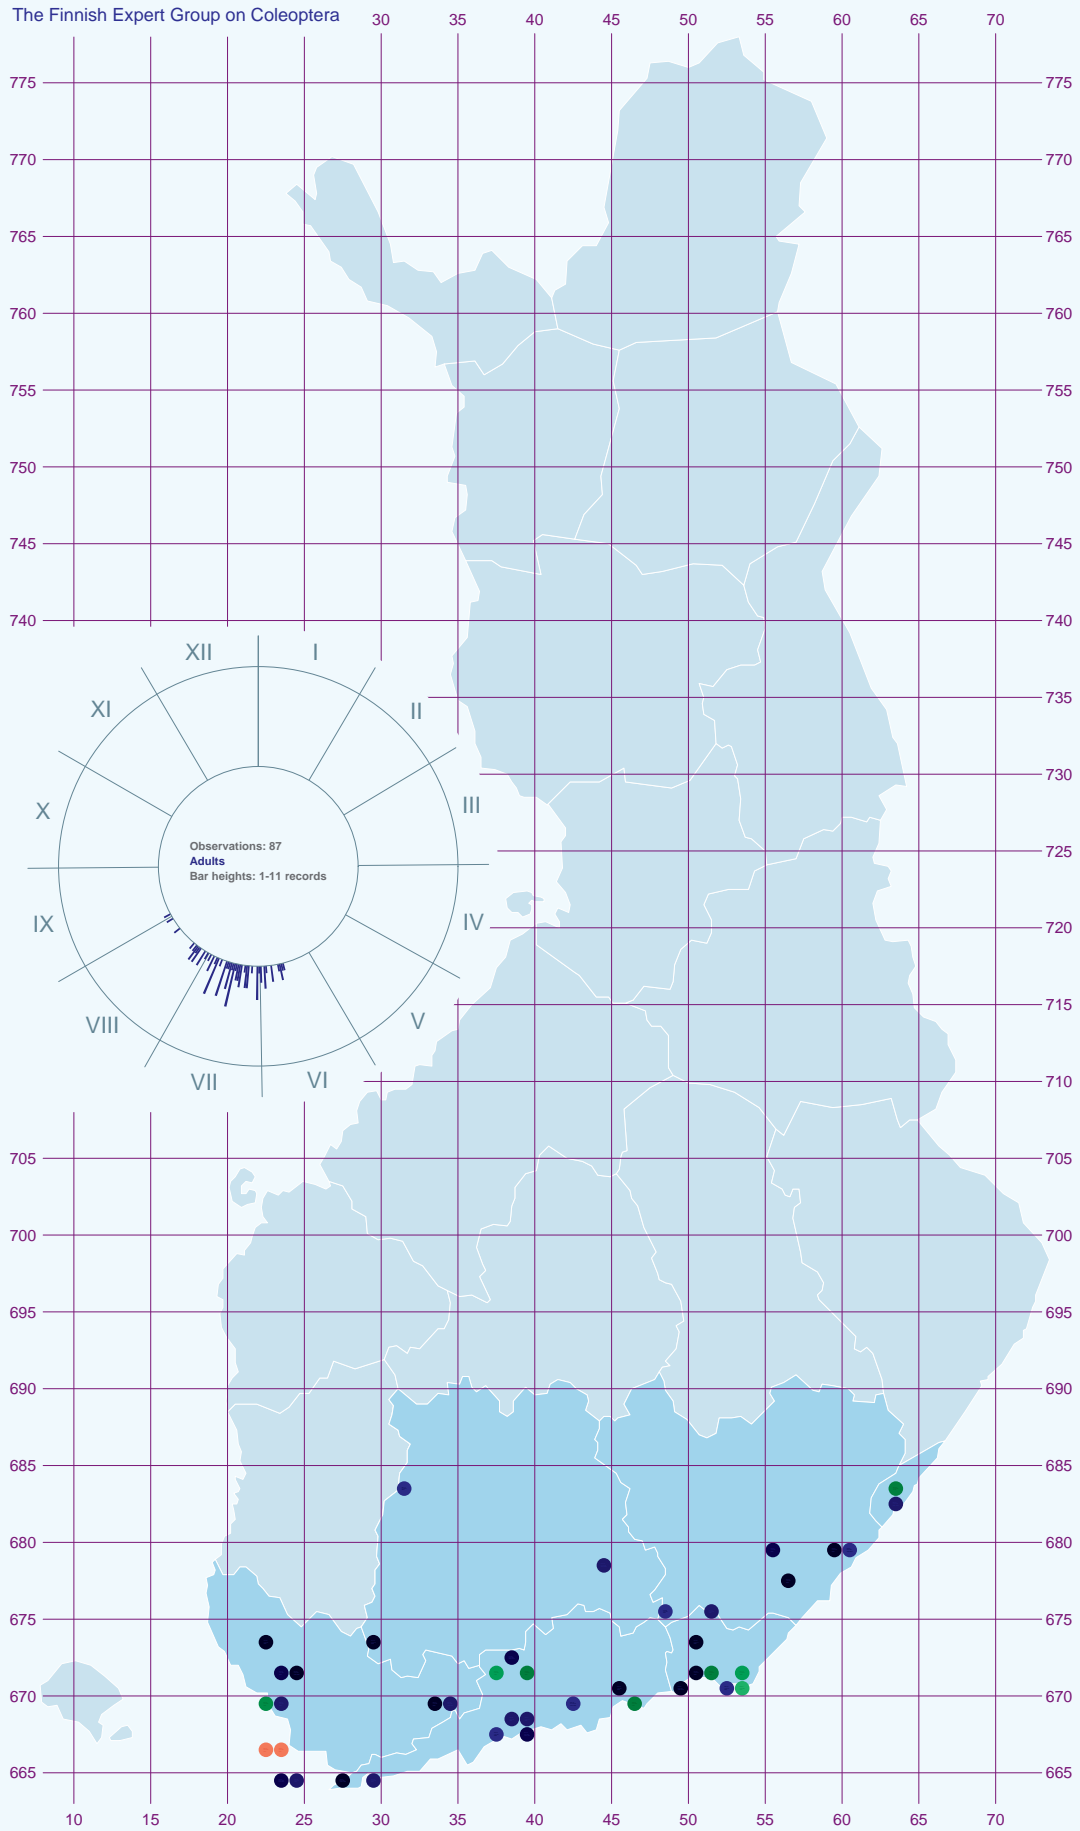 The Finnish Expert Group on Coleoptera
30 40 45 50 55 60 70
775 775
770 770
765 765
760 760
755 755
750 750
745 745
740 740
XII I
XI II
735
730
X III
Observations: 87
Adults
Bar heights: 1-11 records
725
IX IV
720
715
VIII V
VII VI
710
705 705
700 700
695 695
690 690
685 685
680 680
675 675
670 670
665 665
10 15 20 25 30 35 40 45 50 55 60 65 70